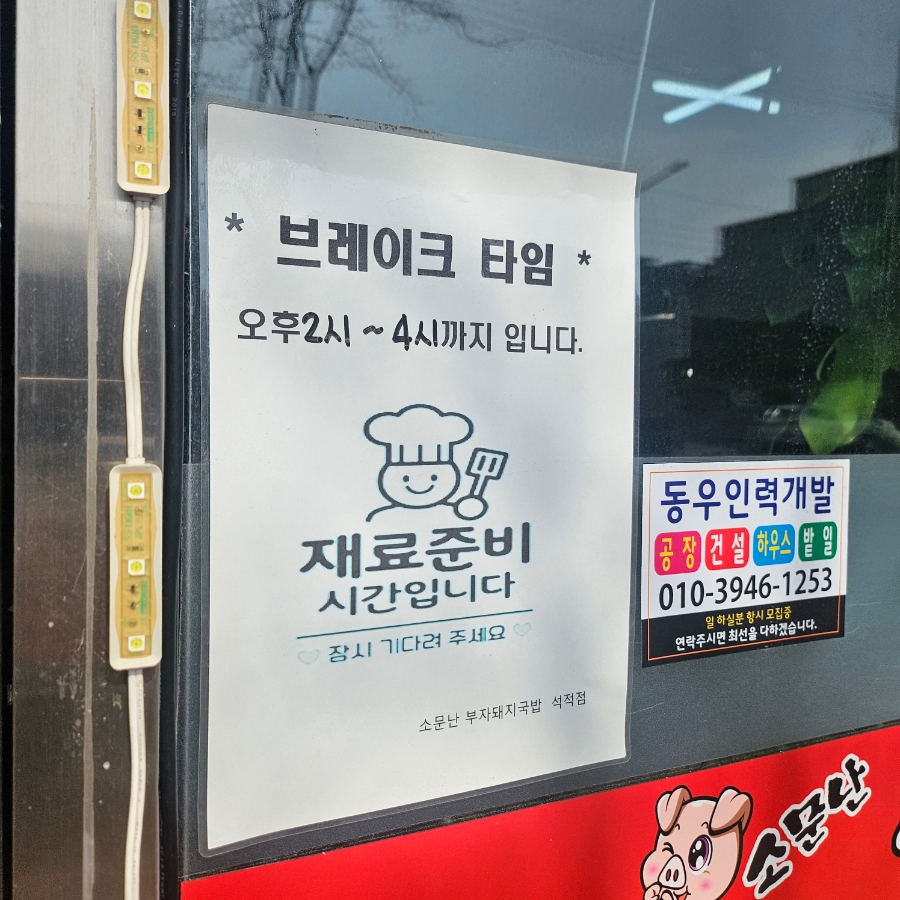 * 브레이크 타임 *
오후2시 ~ 4시까지 입니다.
재료준비
시간입니다
잠시 기다려 주세요
소문난 부자돼지국밥 석적점
동우인력개발
공장 건설 하우스 밭일
010-3946-1253
일 하실분 항시 모집중
연락주시면 최선을 다하겠습니다.
소문난